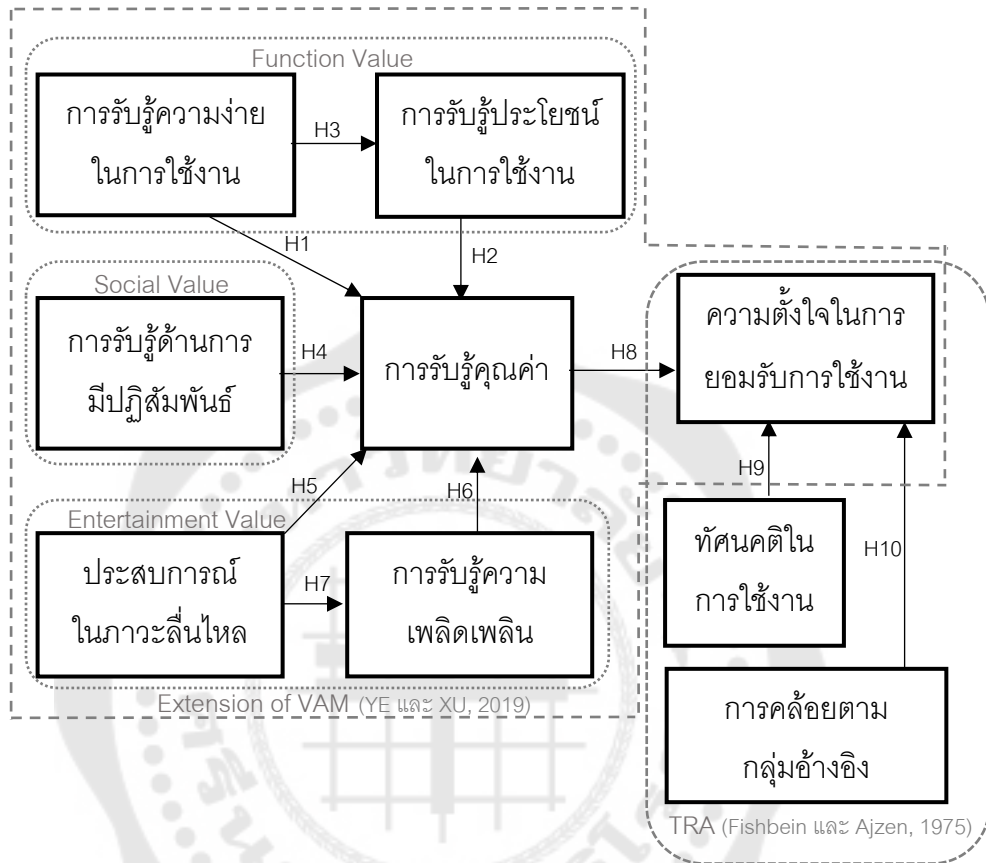 Function Value
การรับรู้ความง่าย
ในการใช้งาน
H3
การรับรู้ประโยชน์
ในการใช้งาน
H1
H2
Social Value
การรับรู้ด้านการ
มีปฏิสัมพันธ์
H4
การรับรู้คุณค่า
H8
ความตั้งใจในการ
ยอมรับการใช้งาน
H5
H6
H9
H10
Entertainment Value
ประสบการณ์
ในภาวะลื่นไหล
H7
การรับรู้ความ
เพลิดเพลิน
ทัศนคติใน
การใช้งาน
Extension of VAM (YE และ XU, 2019)
การคล้อยตาม
กลุ่มอ้างอิง
TRA (Fishbein และ Ajzen, 1975)